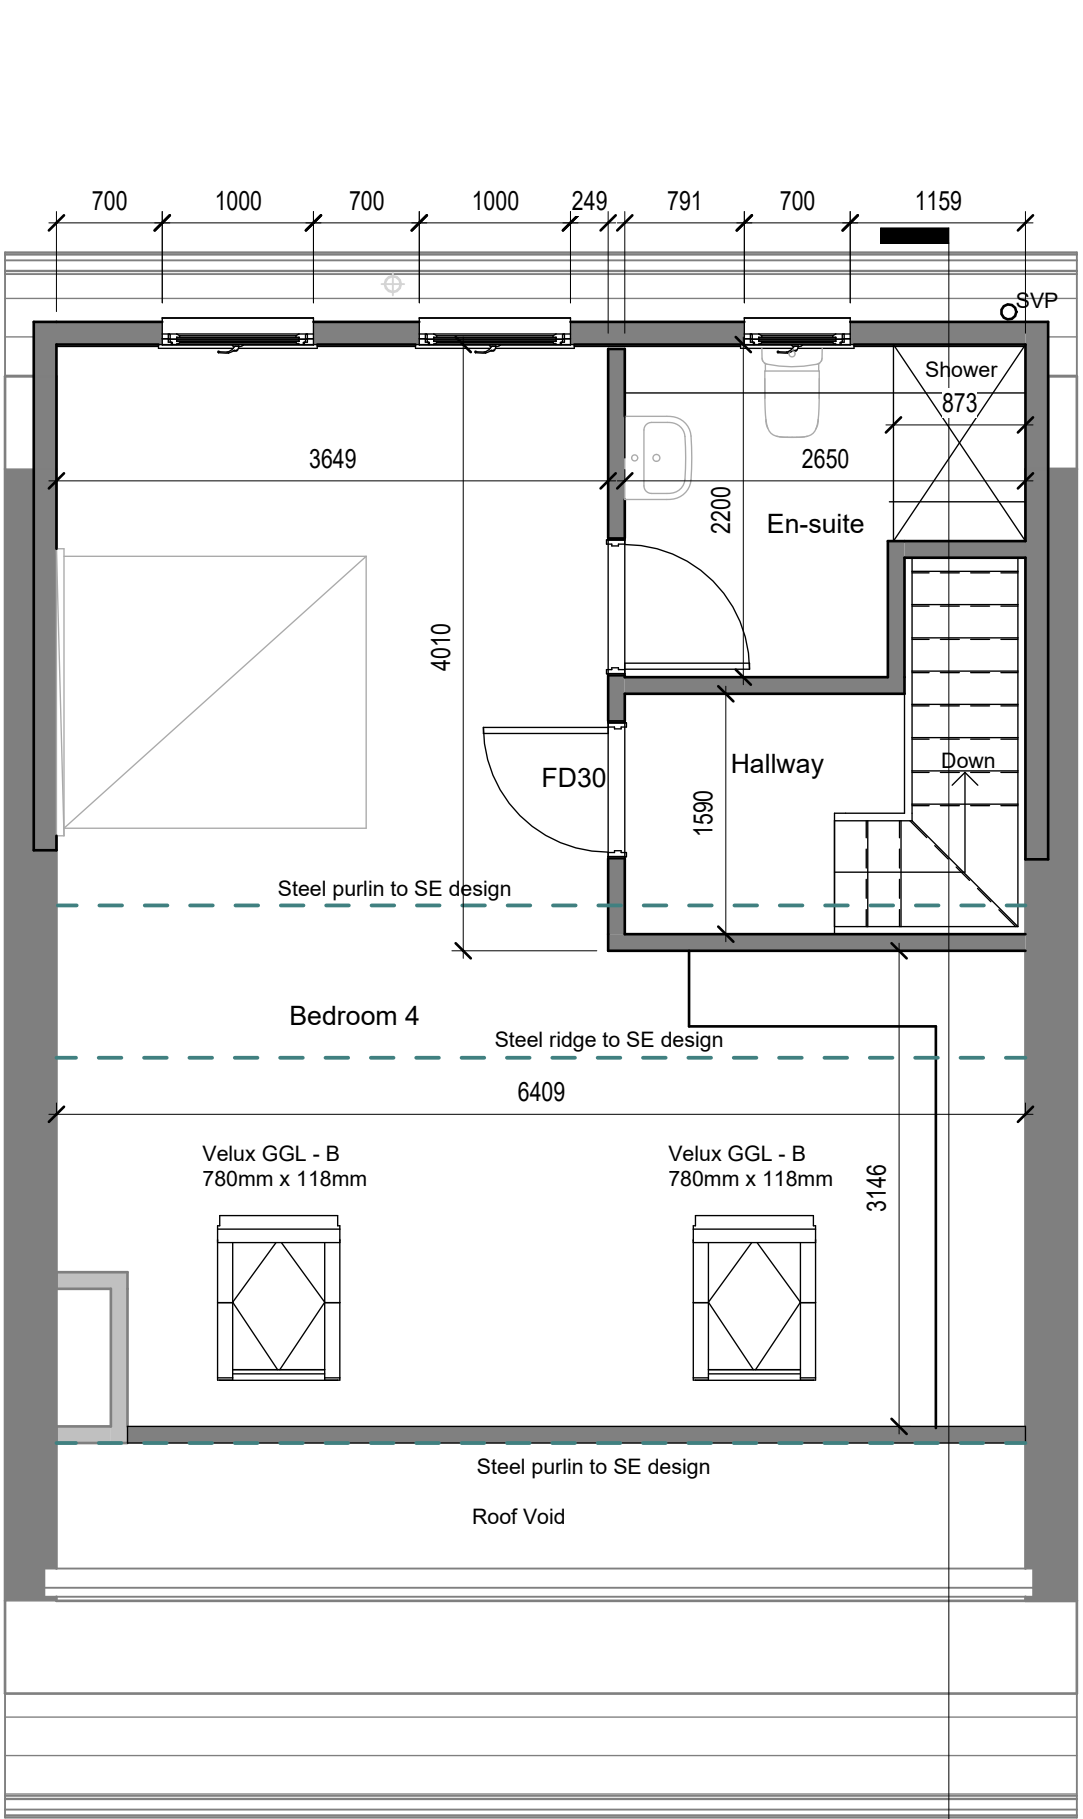 700
1000
700
1000
249
791
700
1159
SVP
Shower
873
3649
2650
2200
En-suite
4010
Hallway
Down
FD30
1590
Steel purlin to SE design
Bedroom 4
Steel ridge to SE design
6409
Velux GGL - B
780mm x 118mm
Velux GGL - B
780mm x 118mm
3146
Steel purlin to SE design
Roof Void